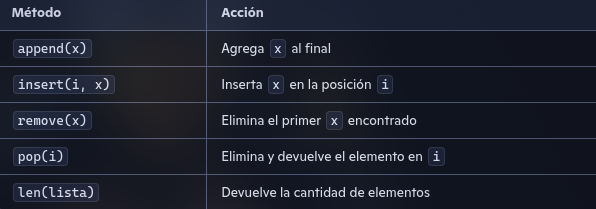 Método Acción
append(x) Agrega x al final
insert(i, x) Inserta x en la posición i
remove(x) Elimina el primer x encontrado
pop(i) Elimina y devuelve el elemento en i
len(lista) Devuelve la cantidad de elementos